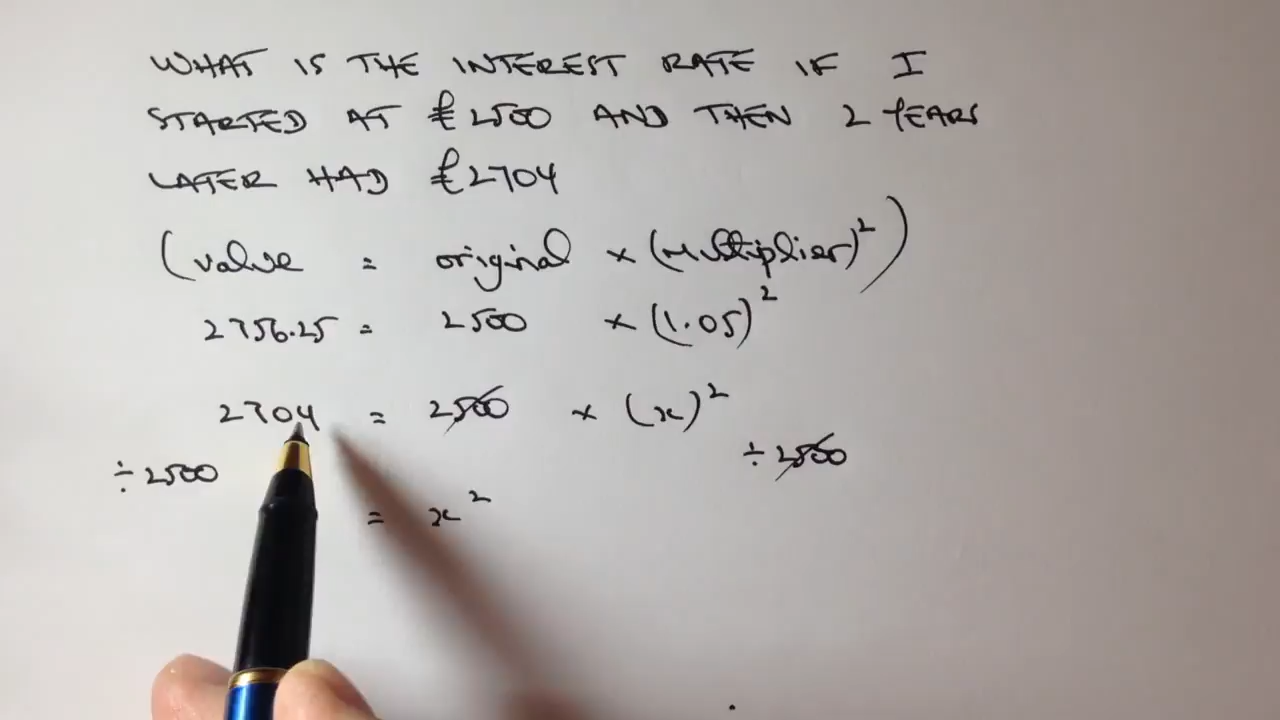 WHAT IS THE INTEREST RATE IF I
STARTED AT £2500 AND THEN 2 YEARS
LATER HAD £2704
(value = original × (Multiplier)²)
2756.25 = 2500 × (1.05)²
2704 = 2500 × (x)²
÷2500 ÷2500
= x²